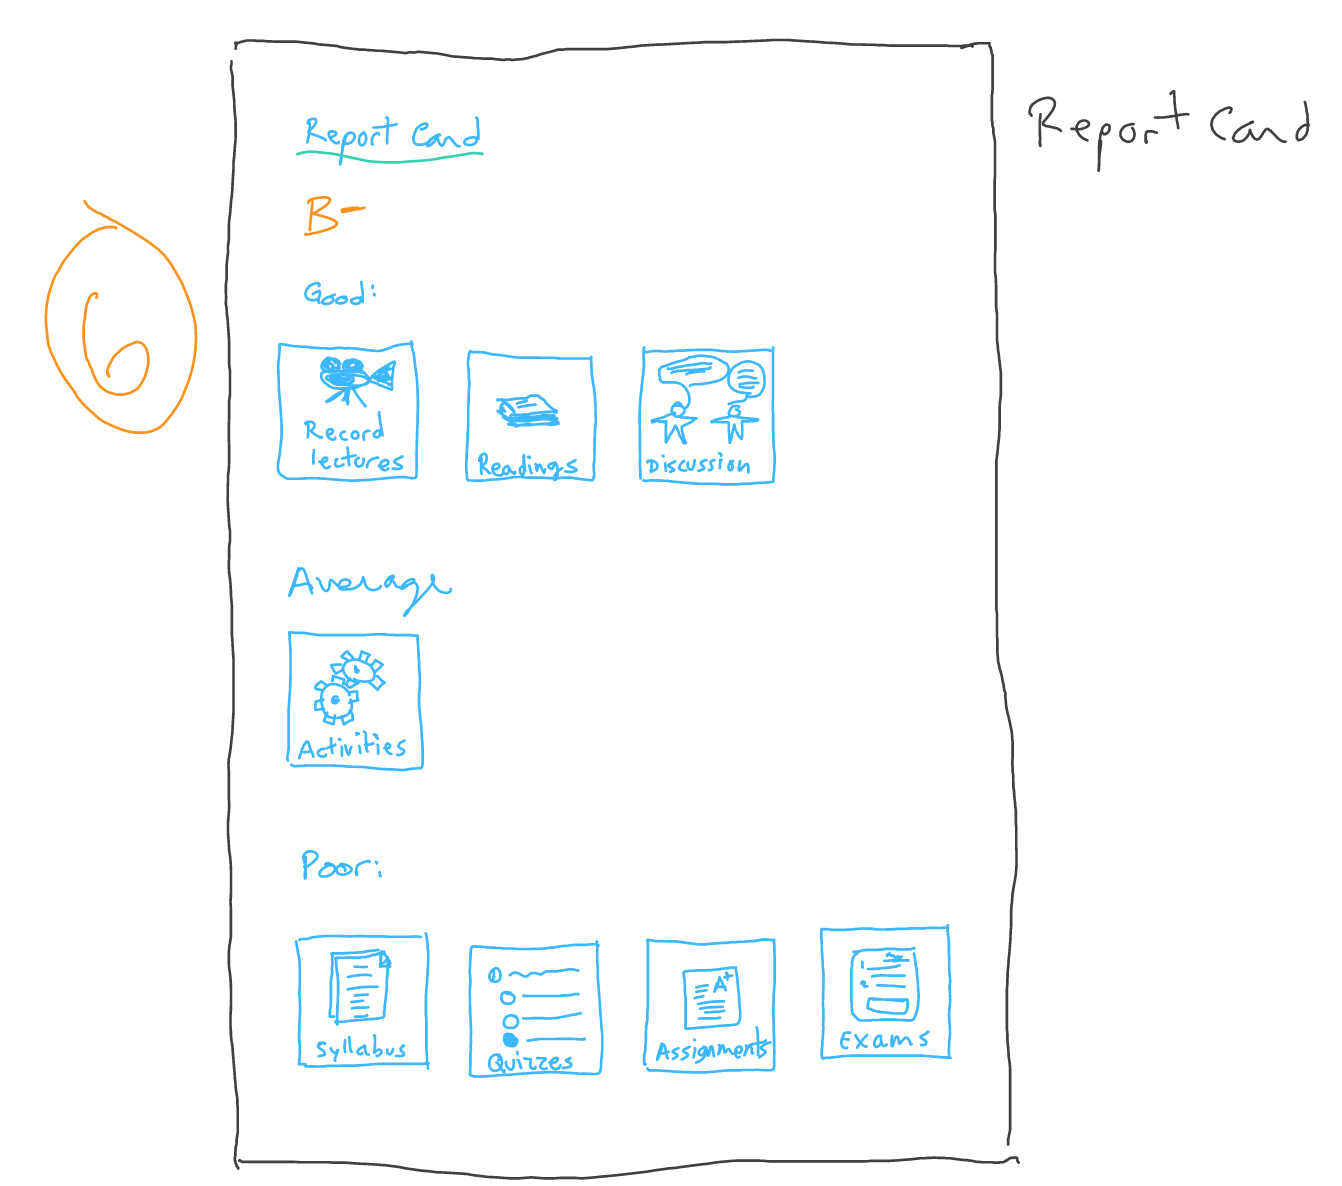 Report Card
Report Card
B-
6
Good:
Record
lectures
Readings
Discussion
Average
Activities
Poor:
Syllabus
Quizzes
A+
Assignments
Exams